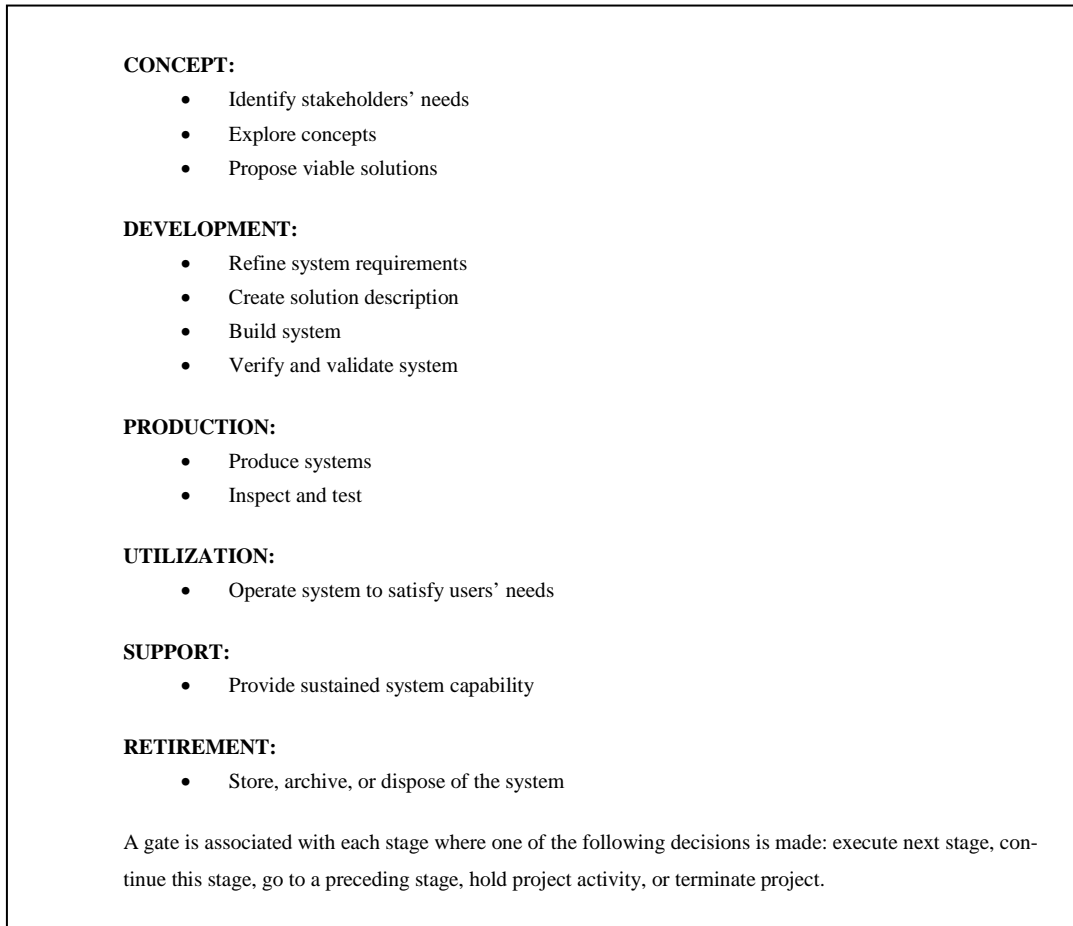 CONCEPT:
• Identify stakeholders’ needs
• Explore concepts
• Propose viable solutions
DEVELOPMENT:
• Refine system requirements
• Create solution description
• Build system
• Verify and validate system
PRODUCTION:
• Produce systems
• Inspect and test
UTILIZATION:
• Operate system to satisfy users’ needs
SUPPORT:
• Provide sustained system capability
RETIREMENT:
• Store, archive, or dispose of the system
A gate is associated with each stage where one of the following decisions is made: execute next stage, con-
tinue this stage, go to a preceding stage, hold project activity, or terminate project.